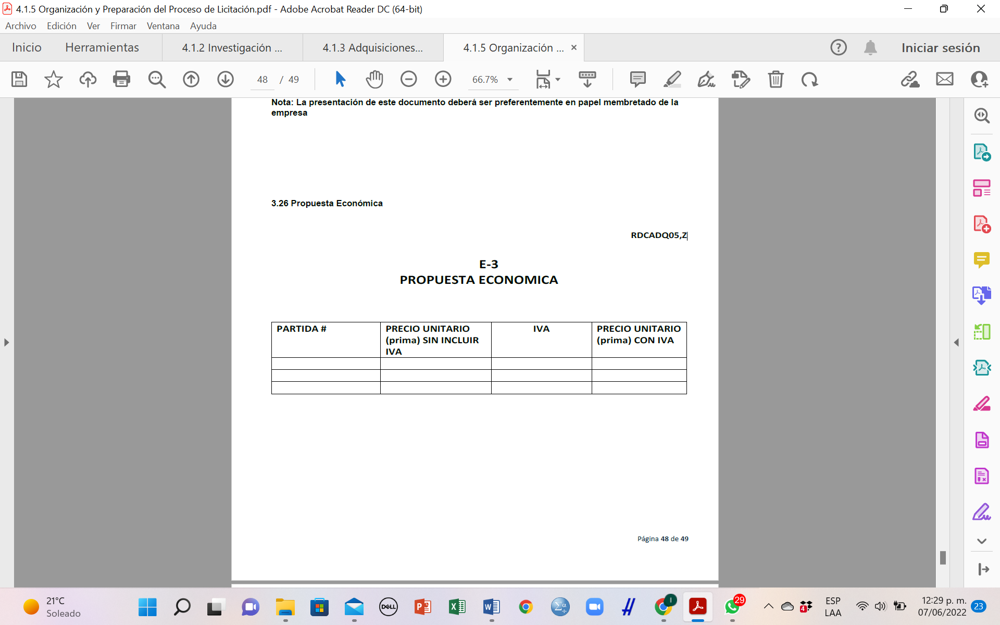 4.1.5 Organización y Preparación del Proceso de Licitación.pdf - Adobe Acrobat Reader DC (64-bit)
Archivo Edición Ver Firmar Ventana Ayuda
Inicio Herramientas 4.1.2 Investigación ... 4.1.3 Adquisiciones... 4.1.5 Organización ... Iniciar sesión
48 / 49 66.7%
Nota: La presentación de este documento deberá ser preferentemente en papel membretado de la
empresa
3.26 Propuesta Económica
RDCADQ05,Z
E-3
PROPUESTA ECONOMICA
PARTIDA # PRECIO UNITARIO (prima) SIN INCLUIR IVA IVA PRECIO UNITARIO (prima) CON IVA
Página 48 de 49
21°C
Soleado
DELL
29
4
ESP
LAA
12:29 p. m.
07/06/2022
23